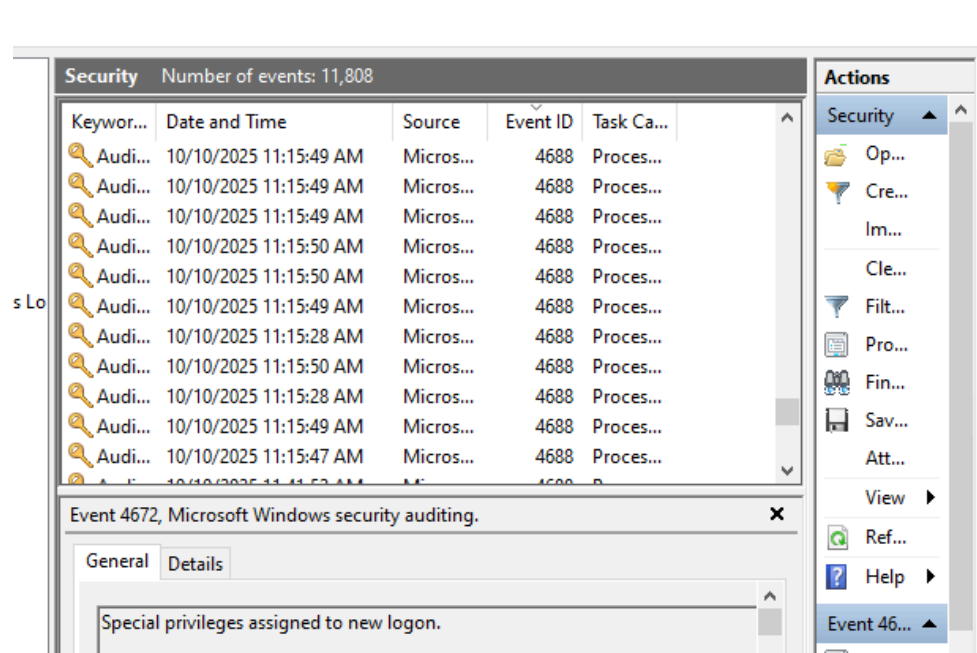 Security Number of events: 11,808
Keywor... Date and Time Source Event ID Task Ca...
Audi... 10/10/2025 11:15:49 AM Micros... 4688 Proces...
Audi... 10/10/2025 11:15:49 AM Micros... 4688 Proces...
Audi... 10/10/2025 11:15:49 AM Micros... 4688 Proces...
Audi... 10/10/2025 11:15:50 AM Micros... 4688 Proces...
Audi... 10/10/2025 11:15:50 AM Micros... 4688 Proces...
Audi... 10/10/2025 11:15:49 AM Micros... 4688 Proces...
Audi... 10/10/2025 11:15:28 AM Micros... 4688 Proces...
Audi... 10/10/2025 11:15:50 AM Micros... 4688 Proces...
Audi... 10/10/2025 11:15:28 AM Micros... 4688 Proces...
Audi... 10/10/2025 11:15:49 AM Micros... 4688 Proces...
Audi... 10/10/2025 11:15:47 AM Micros... 4688 Proces...
s Lo
Event 4672, Microsoft Windows security auditing.
General Details
Special privileges assigned to new logon.
Actions
Security
Op...
Cre...
Im...
Cle...
Filt...
Pro...
Fin...
Sav...
Att...
View
Ref...
Help
Event 46...